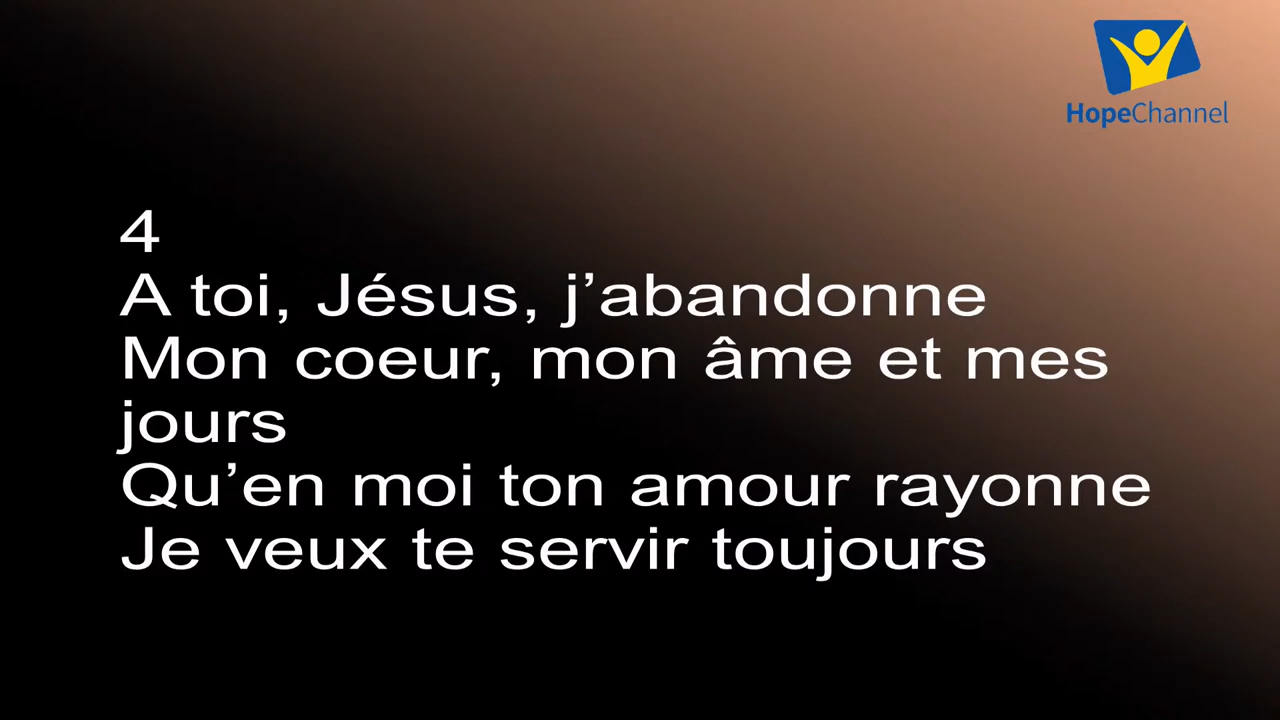 HopeChannel
4
A toi, Jésus, j’abandonne
Mon coeur, mon âme et mes
jours
Qu’en moi ton amour rayonne
Je veux te servir toujours